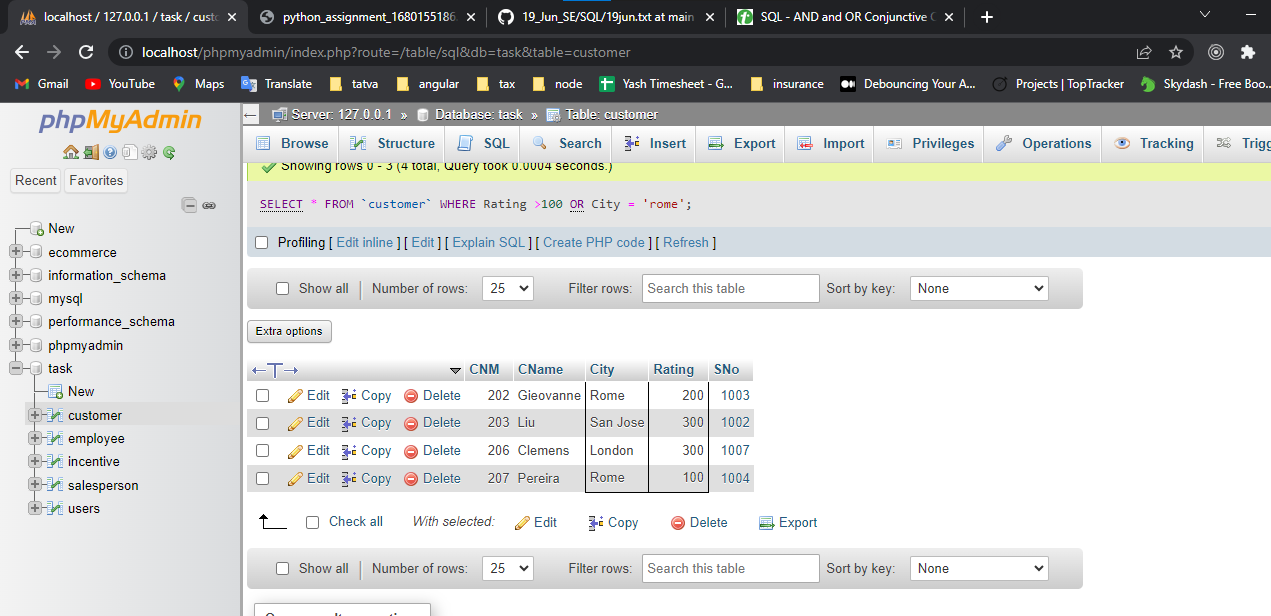 localhost / 127.0.0.1 / task / custo
python_assignment_1680155186.
19_Jun_SE/SQL/19jun.txt at main
SQL - AND and OR Conjunctive
localhost/phpmyadmin/index.php?route=/table/sql&db=task&table=customer
Gmail YouTube Maps Translate tatva angular tax node Yash Timesheet - G... insurance Debouncing Your A... Projects | TopTracker Skydash - Free Boo...
phpMyAdmin
Recent Favorites
New
ecommerce
information_schema
mysql
performance_schema
phpmyadmin
task
New
customer
employee
incentive
salesperson
users
Server: 127.0.0.1 » Database: task » Table: customer
Browse Structure SQL Search Insert Export Import Privileges Operations Tracking Trigg
Showing rows 0 - 3 (4 total, Query took 0.0004 seconds.)
SELECT * FROM `customer` WHERE Rating >100 OR City = 'rome';
Profiling [ Edit inline ] [ Edit ] [ Explain SQL ] [ Create PHP code ] [ Refresh ]
Show all | Number of rows: 25 Filter rows: Search this table Sort by key: None
Extra options
←T→ CNM CName City Rating SNo
Edit Copy Delete 202 Gieovanne Rome 200 1003
Edit Copy Delete 203 Liu San Jose 300 1002
Edit Copy Delete 206 Clemens London 300 1007
Edit Copy Delete 207 Pereira Rome 100 1004
Check all With selected: Edit Copy Delete Export
Show all | Number of rows: 25 Filter rows: Search this table Sort by key: None